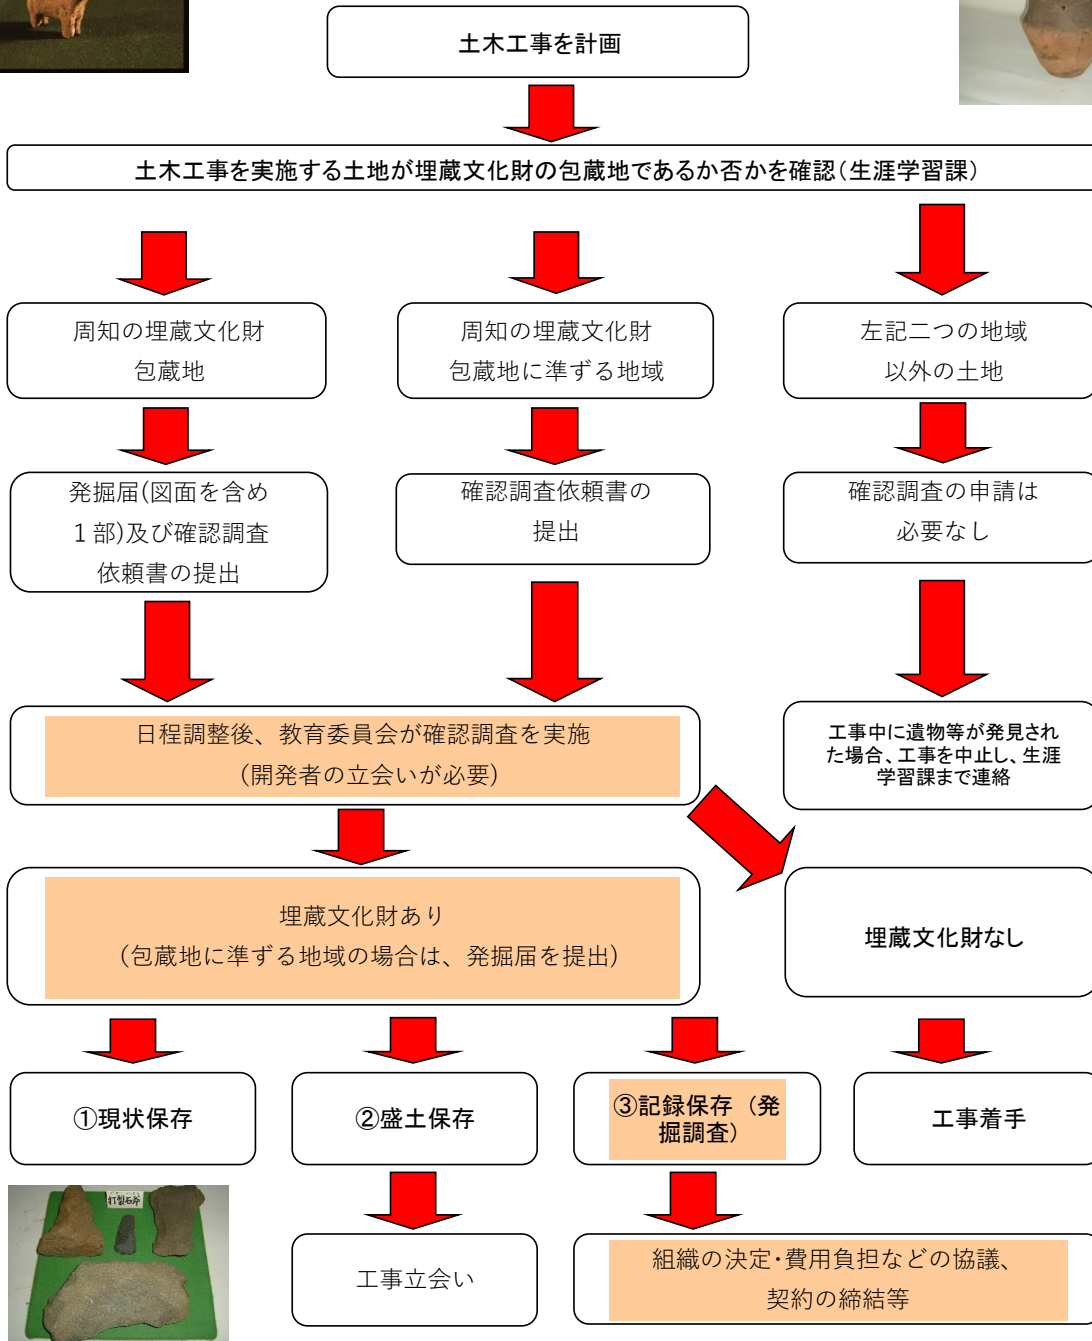 土木工事を計画
土木工事を実施する土地が埋蔵文化財の包蔵地であるか否かを確認（生涯学習課）
周知の埋蔵文化財
包蔵地
周知の埋蔵文化財
包蔵地に準ずる地域
左記二つの地域
以外の土地
発掘届(図面を含め
１部)及び確認調査
依頼書の提出
確認調査依頼書の
提出
確認調査の申請は
必要なし
日程調整後、教育委員会が確認調査を実施
(開発者の立会いが必要)
工事中に遺物等が発見され
た場合、工事を中止し、生涯
学習課まで連絡
埋蔵文化財あり
(包蔵地に準ずる地域の場合は、発掘届を提出)
埋蔵文化財なし
①現状保存
②盛土保存
③記録保存（発
掘調査）
工事着手
打製石斧
工事立会い
組織の決定・費用負担などの協議、
契約の締結等